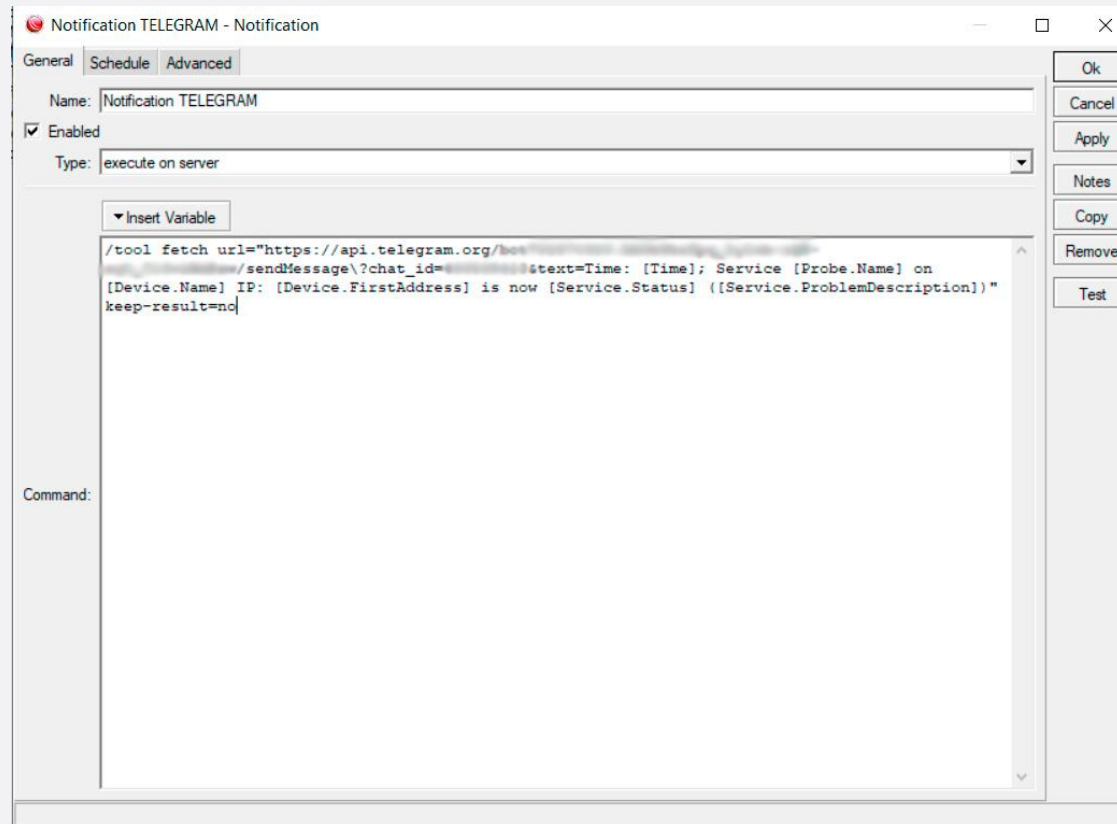 Notification TELEGRAM - Notification
General Schedule Advanced
Name: Notification TELEGRAM
Enabled
Type: execute on server
Insert Variable
/tool fetch url="https://api.telegram.org/bot
/sendMessage\?chat_id= &text=Time: [Time]; Service [Probe.Name] on
[Device.Name] IP: [Device.FirstAddress] is now [Service.Status] ([Service.ProblemDescription])"
keep-result=no
Command:
Ok
Cancel
Apply
Notes
Copy
Remove
Test